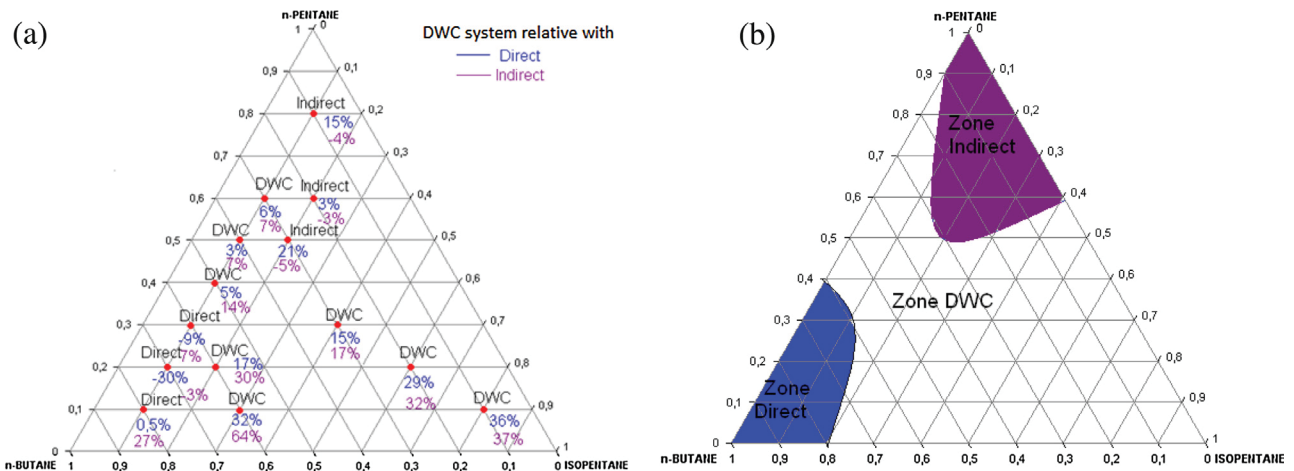 (a)
n-PENTANE
DWC system relative with
Direct
Indirect
1
0
0,9
0,1
Indirect
0,8
0,2
15%
-4%
0,7
0,3
DWC
Indirect
0,6
0,4
6%
3%
7%
-3%
DWC
Indirect
0,5
0,5
3%
21%
7%
-5%
DWC
0,4
0,6
5%
14%
Direct
DWC
0,3
0,7
-9%
15%
7%
17%
Direct
DWC
DWC
0,2
0,8
-30%
17%
29%
-3%
30%
32%
Direct
DWC
DWC
0,1
0,9
0,5%
32%
36%
27%
64%
37%
0
1
n-BUTANE 1 0,9 0,8 0,7 0,6 0,5 0,4 0,3 0,2 0,1 0 ISOPENTANE
(b)
n-PENTANE
1
0
0,9
0,1
0,8
0,2
Zone
Indirect
0,7
0,3
0,6
0,4
0,5
0,5
0,4
0,6
Zone DWC
0,3
0,7
0,2
0,8
Zone
Direct
0,1
0,9
0
1
n-BUTANE 1 0,9 0,8 0,7 0,6 0,5 0,4 0,3 0,2 0,1 0 ISOPENTANE